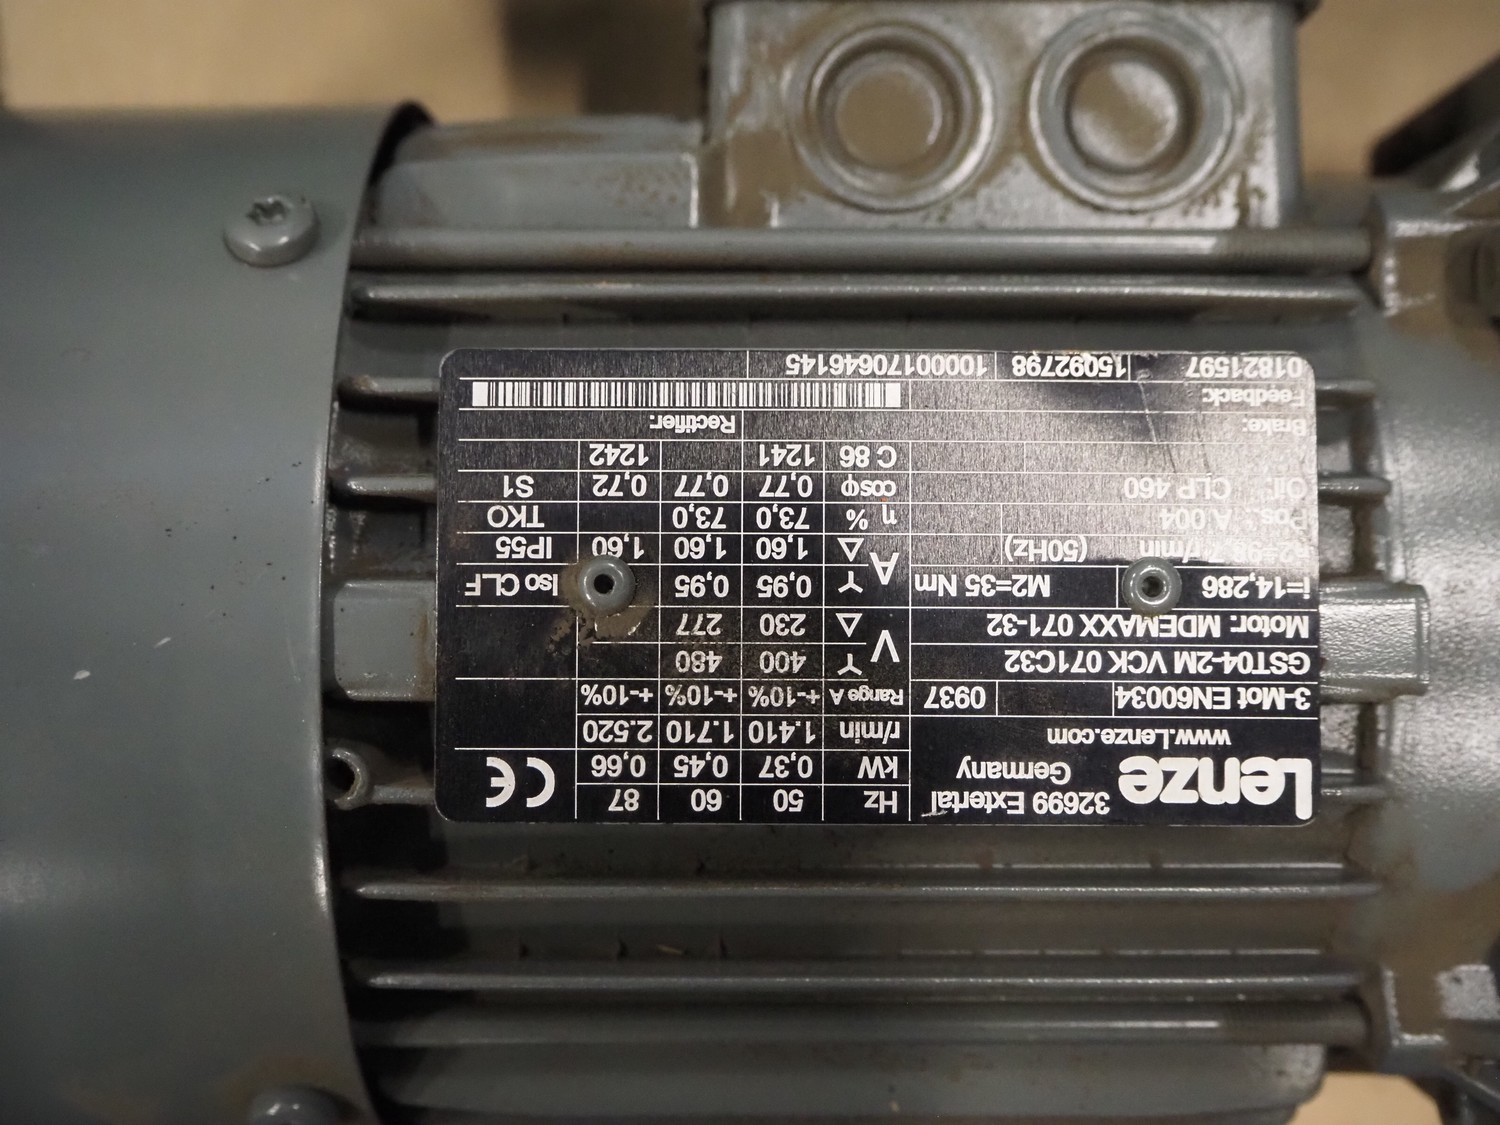 Lenze 32699 Extertal
Germany
www.Lenze.com
3-Mot EN60034 0937
GST04-2M VCK 071C32
Motor: MDEMAXX 071-32
i=14,286 M2=35 Nm
r/min (50Hz)
Pos.: A.004
Oil: CLP 460
Brake: Rectifier:
Feedback:
01821597 15092798 10000170646145
Hz 50 60 87
kW 0,37 0,45 0,66 CE
r/min 1.410 1.710 2.520
Range A +-10% +-10% +-10%
V Y 400 480
Δ 230 277
A Y 0,95 0,95 Iso CL.F
Δ 1,60 1,60 1,60 IP55
η % 73,0 73,0 TKO
cosφ 0,77 0,77 0,72 S1
C 86 1241 1242